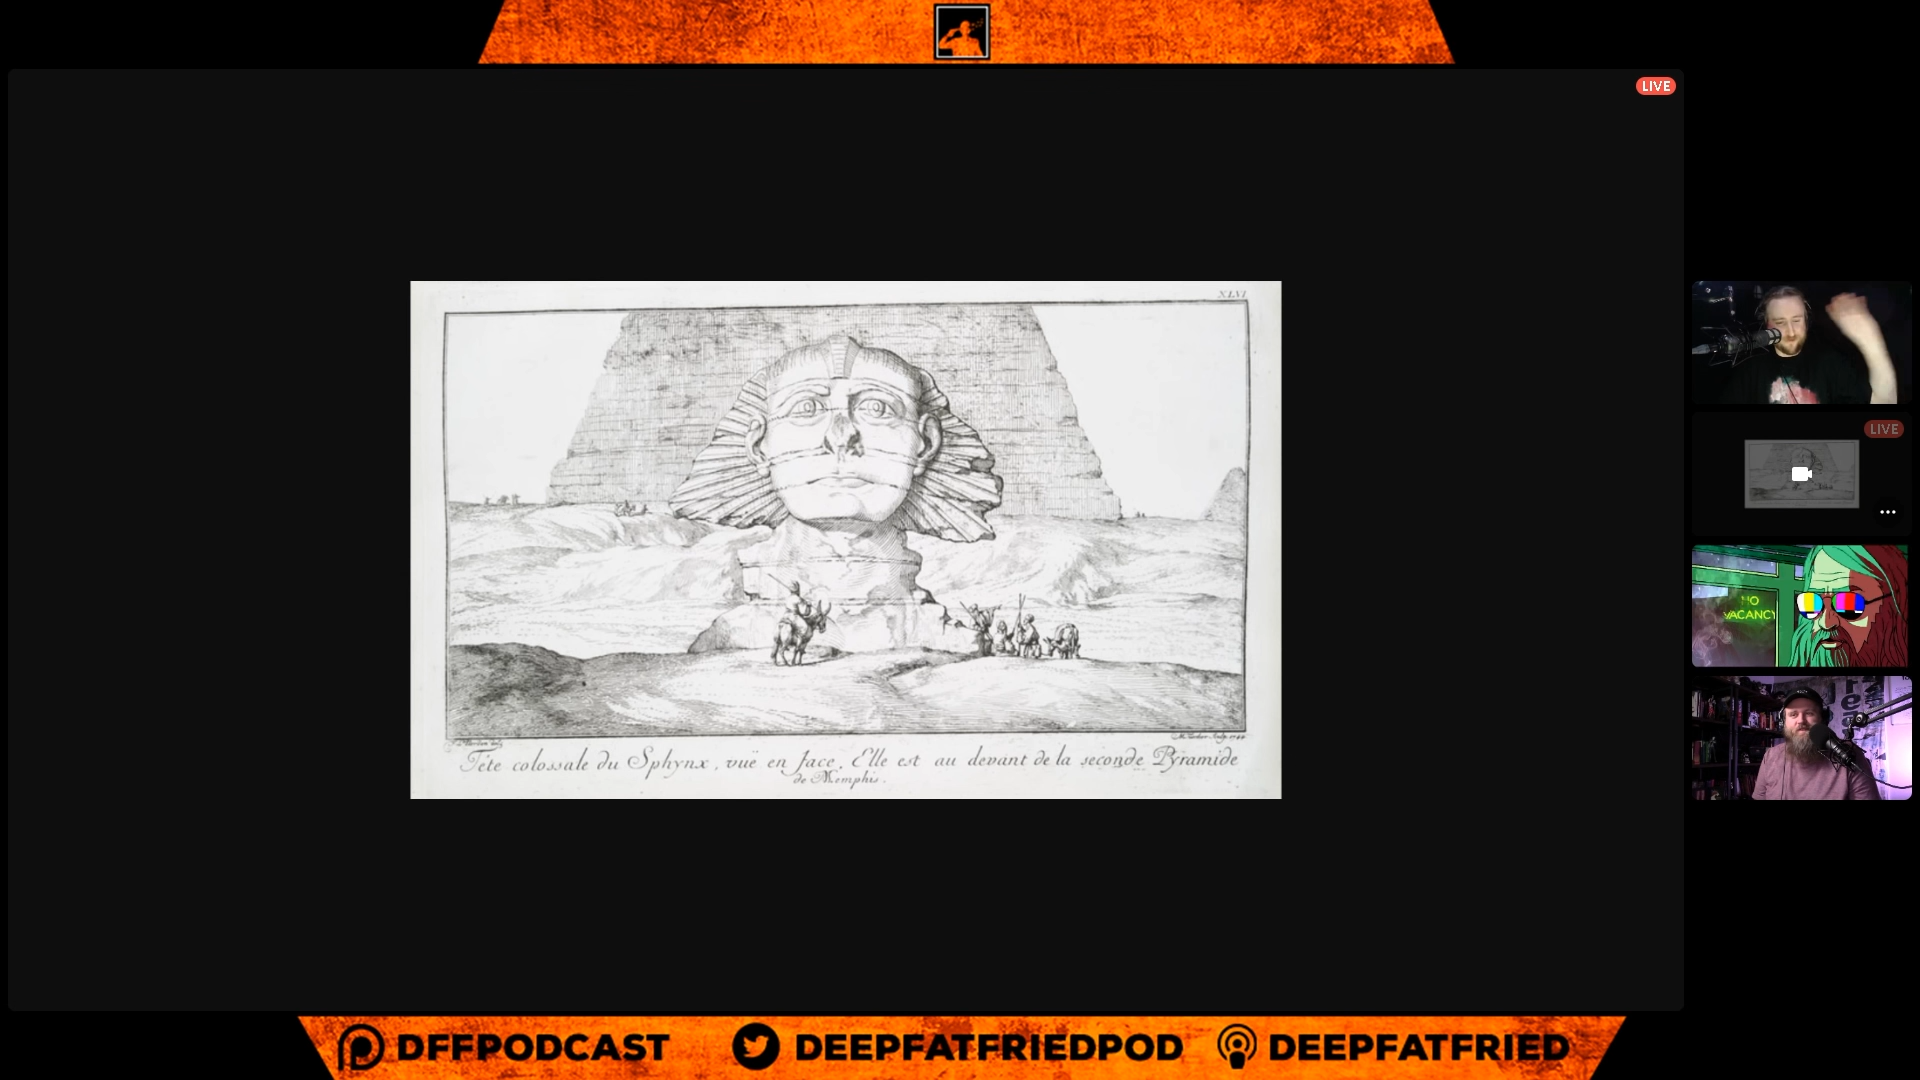 LIVE
XLVI
LIVE
NO
VACANCY
Tête colossale du Sphynx, vuë en face, Elle est au devant de la seconde Pyramide
de Memphis.
DFFPODCAST
DEEPFATFRIEDPOD
DEEPFATFRIED